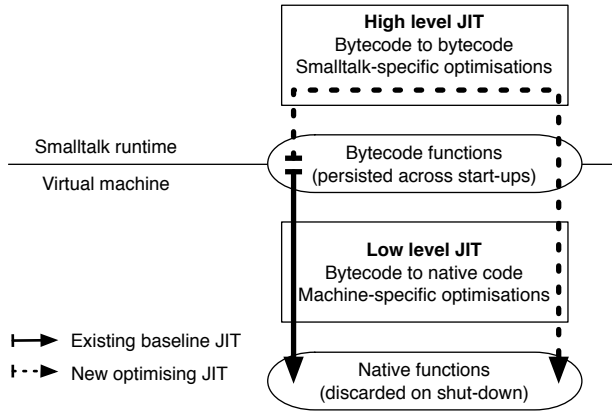 High level JIT
Bytecode to bytecode
Smalltalk-specific optimisations
Smalltalk runtime
Virtual machine
Bytecode functions
(persisted across start-ups)
Low level JIT
Bytecode to native code
Machine-specific optimisations
Existing baseline JIT
New optimising JIT
Native functions
(discarded on shut-down)